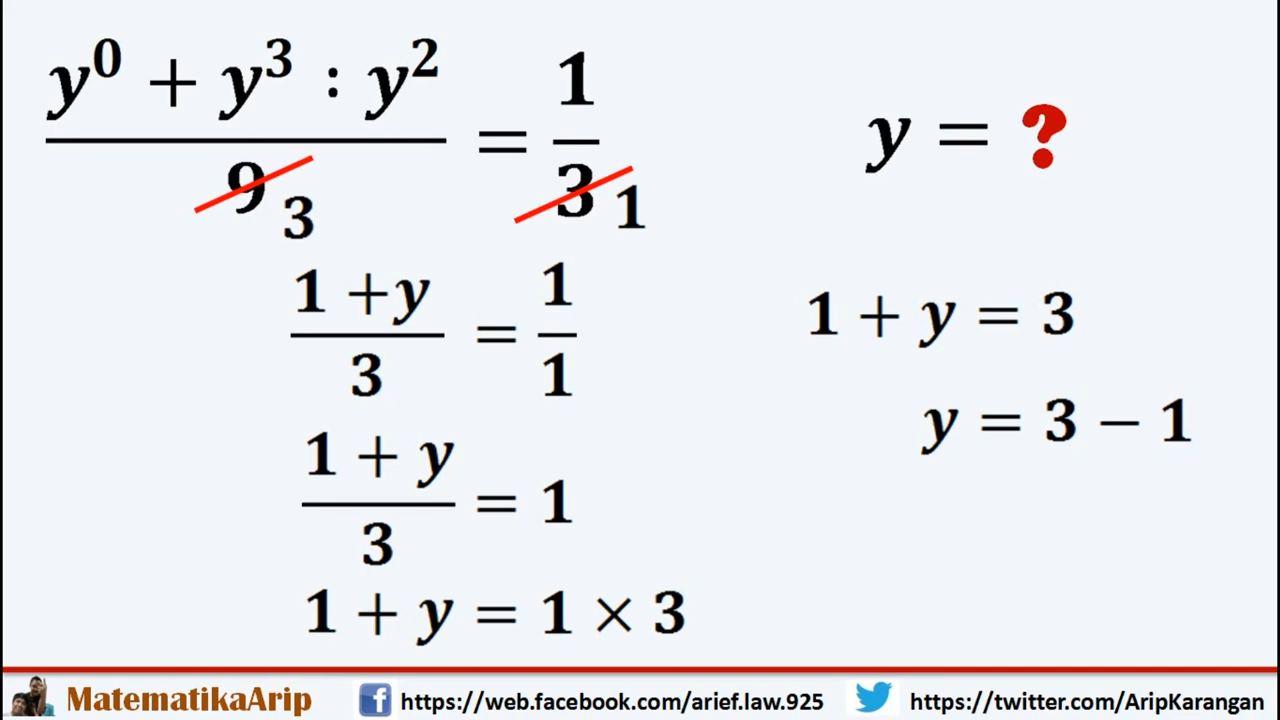 y⁰ + y³ : y² / 9 3 = 1 / 3 1
y = ?
1 + y / 3 = 1 / 1
1 + y / 3 = 1
1 + y = 1 × 3
1 + y = 3
y = 3 − 1
MatematikaArip
https://web.facebook.com/arief.law.925
https://twitter.com/AripKarangan